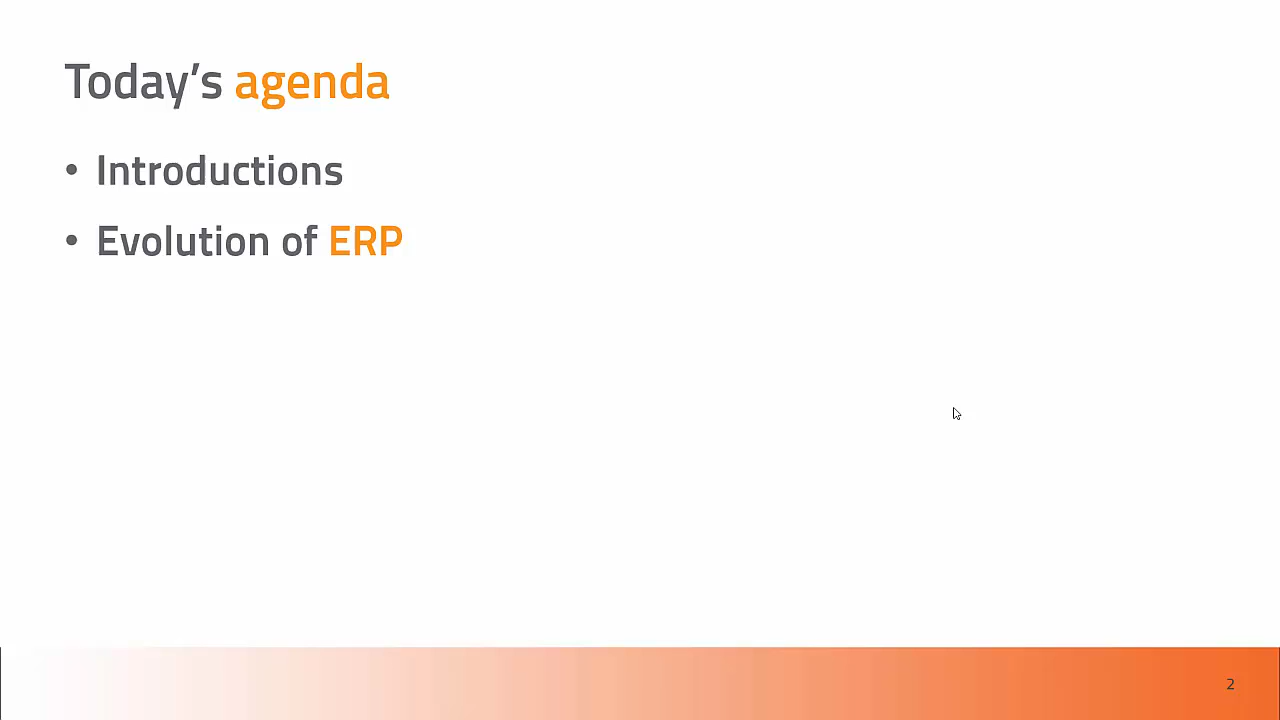 Today’s agenda
• Introductions
• Evolution of ERP
2